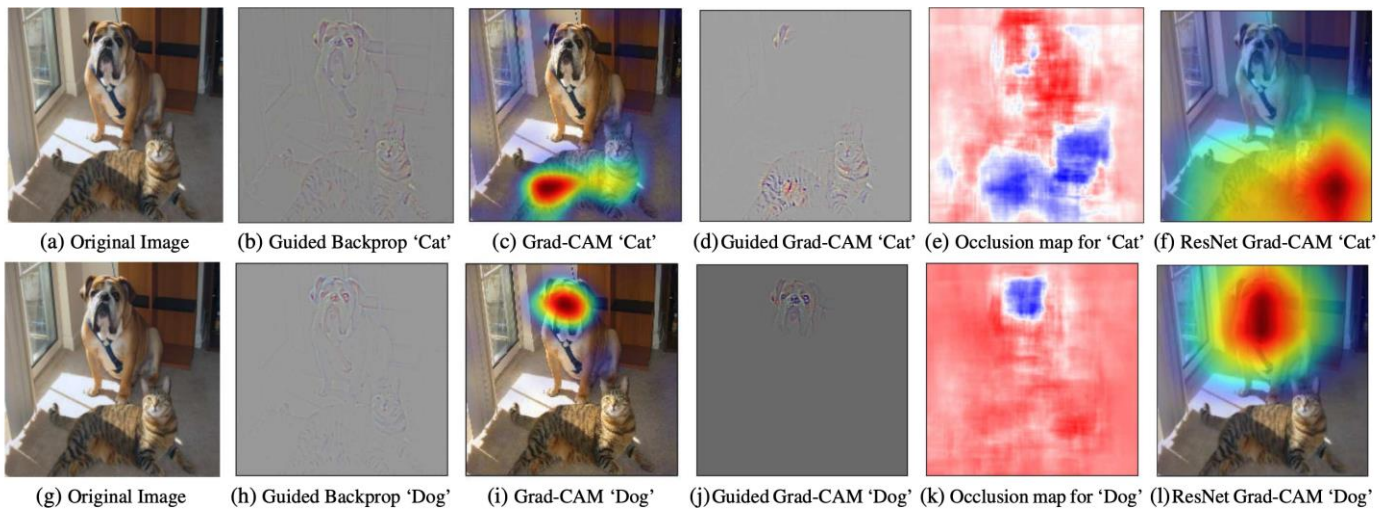 (a) Original Image
(b) Guided Backprop ‘Cat’
(c) Grad-CAM ‘Cat’
(d)Guided Grad-CAM ‘Cat’
(e) Occlusion map for ‘Cat’
(f) ResNet Grad-CAM ‘Cat’
(g) Original Image
(h) Guided Backprop ‘Dog’
(i) Grad-CAM ‘Dog’
(j)Guided Grad-CAM ‘Dog’
(k) Occlusion map for ‘Dog’
(l)ResNet Grad-CAM ‘Dog’